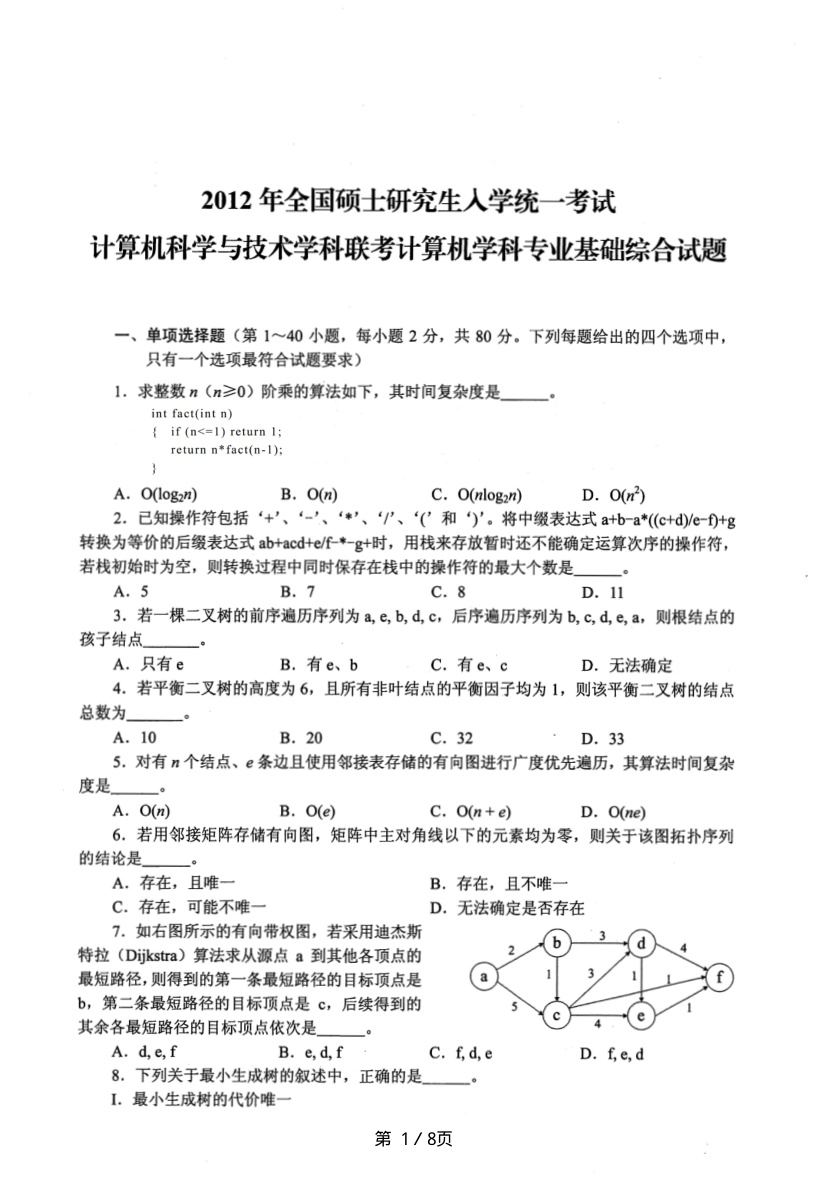 2012 年全国硕士研究生入学统一考试
计算机科学与技术学科联考计算机学科专业基础综合试题
一、单项选择题（第 1～40 小题，每小题 2 分，共 80 分。下列每题给出的四个选项中，
只有一个选项最符合试题要求）
1．求整数 n（n≥0）阶乘的算法如下，其时间复杂度是______。
int fact(int n)
{ if (n<=1) return 1;
return n*fact(n-1);
}
A．O(log₂n) B．O(n) C．O(nlog₂n) D．O(n²)
2．已知操作符包括‘+’、‘-’、‘*’、‘/’、‘(’和‘)’。将中缀表达式 a+b-a*((c+d)/e-f)+g
转换为等价的后缀表达式 ab+acd+e/f-*-g+时，用栈来存放暂时还不能确定运算次序的操作符，
若栈初始时为空，则转换过程中同时保存在栈中的操作符的最大个数是______。
A．5 B．7 C．8 D．11
3．若一棵二叉树的前序遍历序列为 a, e, b, d, c，后序遍历序列为 b, c, d, e, a，则根结点的
孩子结点______。
A．只有 e B．有 e、b C．有 e、c D．无法确定
4．若平衡二叉树的高度为 6，且所有非叶结点的平衡因子均为 1，则该平衡二叉树的结点
总数为______。
A．10 B．20 C．32 D．33
5．对有 n 个结点、e 条边且使用邻接表存储的有向图进行广度优先遍历，其算法时间复杂
度是______。
A．O(n) B．O(e) C．O(n + e) D．O(ne)
6．若用邻接矩阵存储有向图，矩阵中主对角线以下的元素均为零，则关于该图拓扑序列
的结论是______。
A．存在，且唯一 B．存在，且不唯一
C．存在，可能不唯一 D．无法确定是否存在
7．如右图所示的有向带权图，若采用迪杰斯
特拉（Dijkstra）算法求从源点 a 到其他各顶点的
最短路径，则得到的第一条最短路径的目标顶点是
b，第二条最短路径的目标顶点是 c，后续得到的
其余各最短路径的目标顶点依次是______。
b 3 d
2 4
a 1 3 1 1 f
5 1
c 4 e
A．d, e, f B．e, d, f C．f, d, e D．f, e, d
8．下列关于最小生成树的叙述中，正确的是______。
I．最小生成树的代价唯一
第 1 / 8页